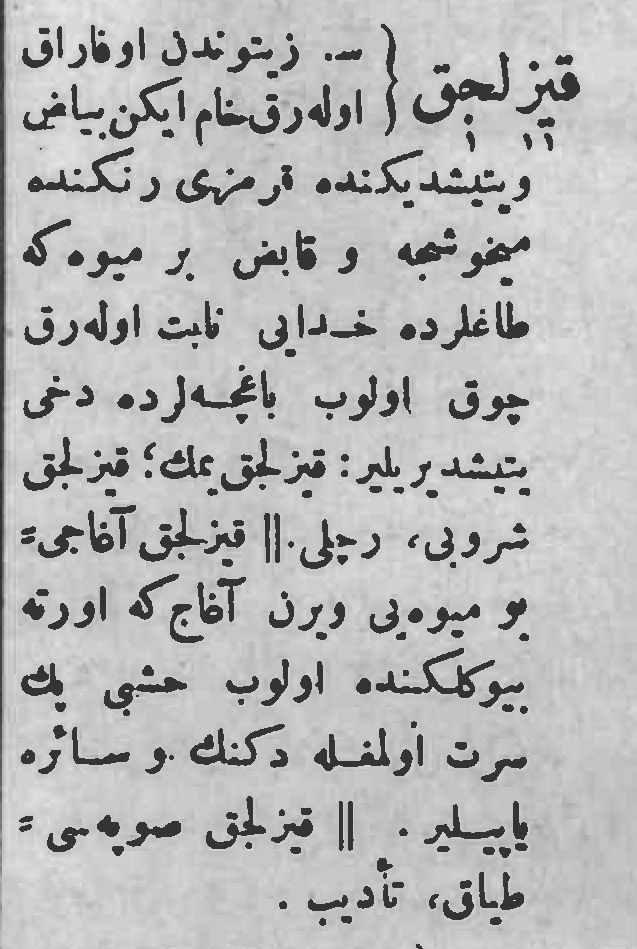 قیزلجق { س. زیتوندن اوفاراق
اوله‌رق خام ایکن بیاض
ویتیشدیکنده قرمزی رنکنده
میخوشجه و قابض بر میوه که
طاغلرده خدایی نابت اوله‌رق
چوق اولوب باغچه‌لرده دخی
یتیشدیریلیر: قیزلجق یمك؛ قیزلجق
شروبی، رچلی. || قیزلجق آغاجی =
بو میوه‌یی ویرن آغاج که اورته
بیوکلکنده اولوب خشبی پك
سرت اولمغله دکنك و سائره
یاپیلیر. || قیزلجق صوپه‌سی =
طیاق، تأدیب.